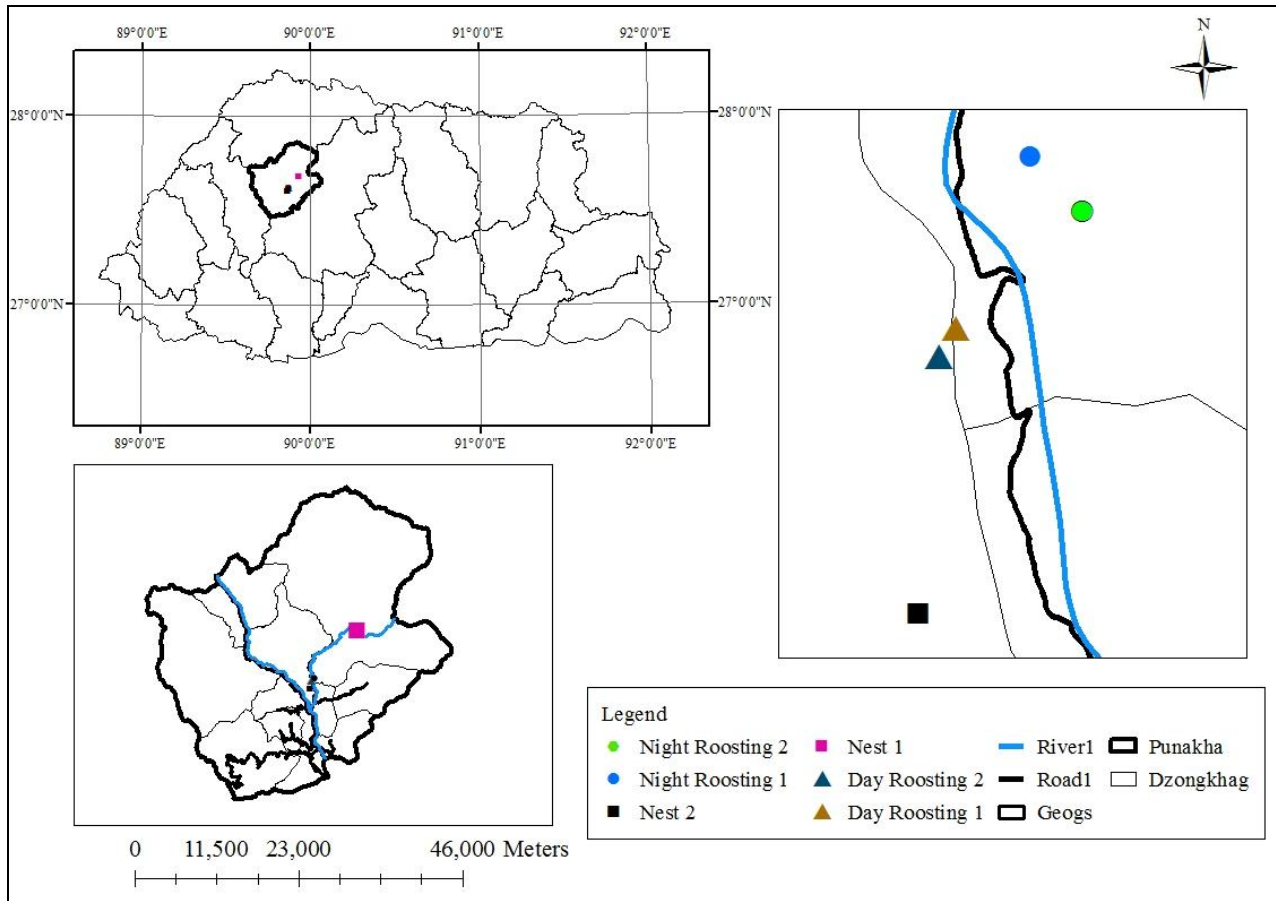 89°0'0"E 90°0'0"E 91°0'0"E 92°0'0"E
N
28°0'0"N 28°0'0"N
27°0'0"N 27°0'0"N
89°0'0"E 90°0'0"E 91°0'0"E 92°0'0"E
0 11,500 23,000 46,000 Meters
Legend
Night Roosting 2 Nest 1 River1 Punakha
Night Roosting 1 Day Roosting 2 Road1 Dzongkhag
Nest 2 Day Roosting 1 Geogs